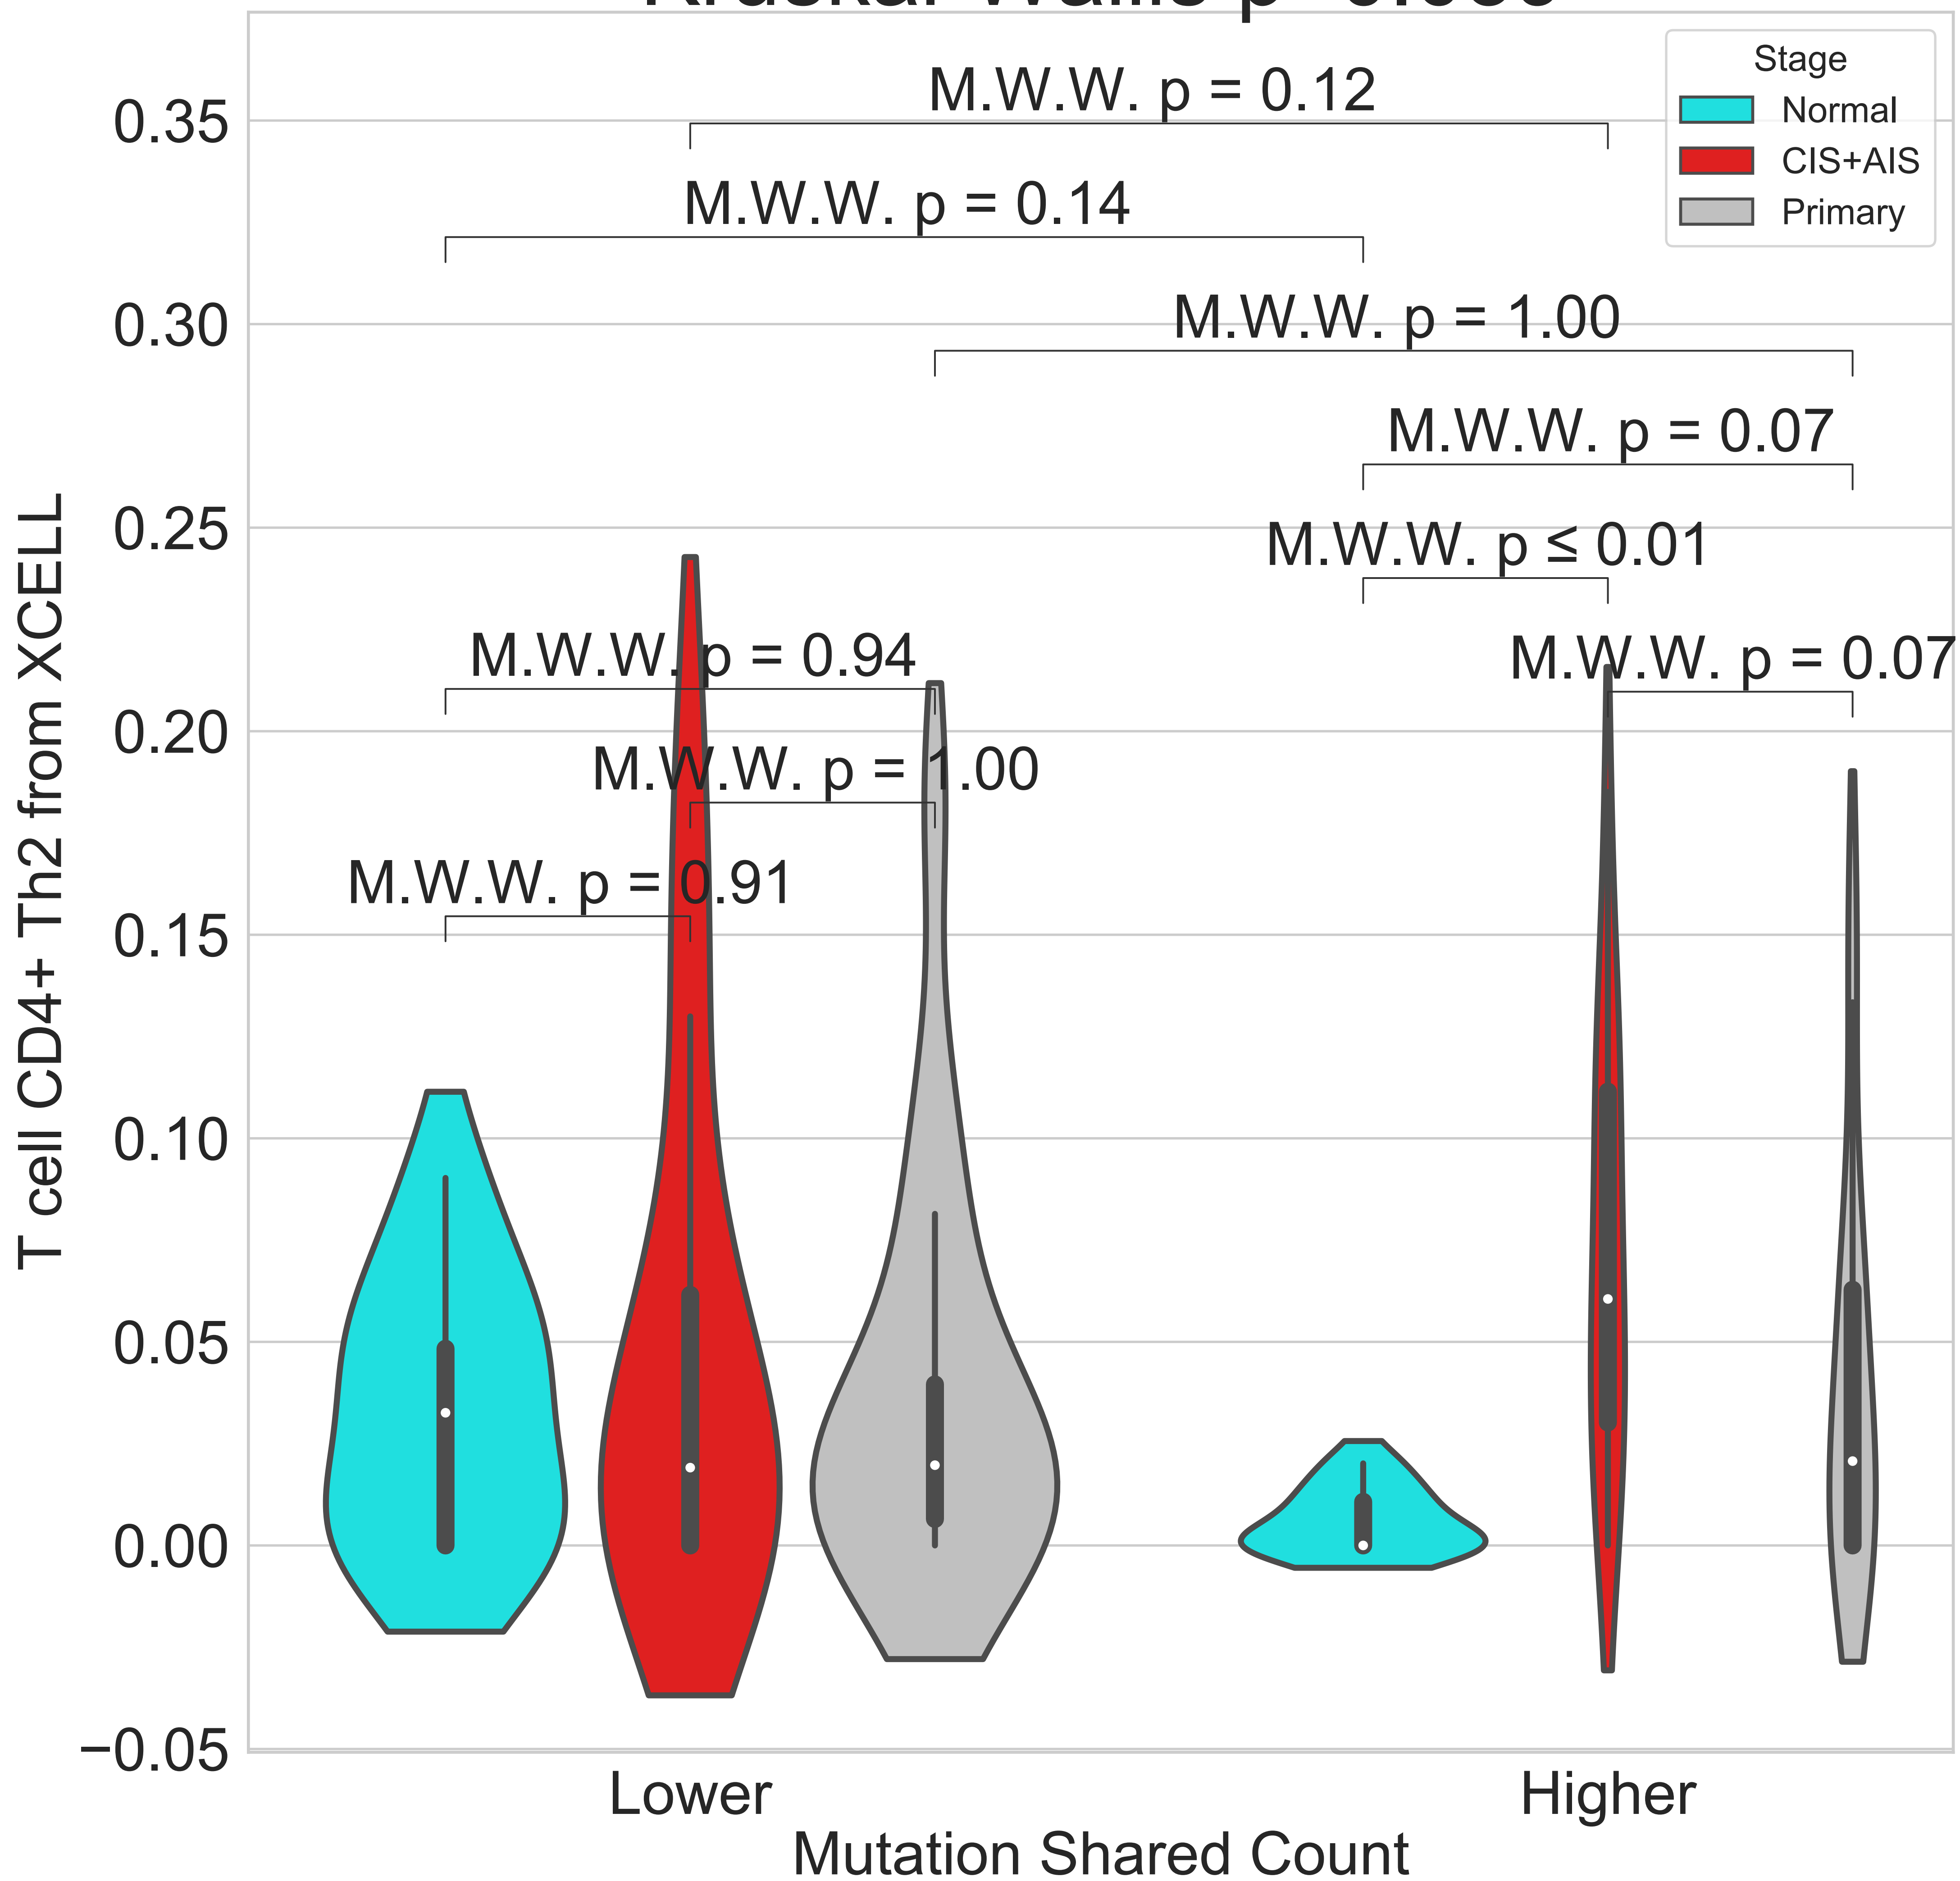 M.W.W. p = 0.12
M.W.W. p = 0.14
M.W.W. p = 1.00
M.W.W. p = 0.07
M.W.W. p ≤ 0.01
M.W.W. p = 0.94
M.W.W. p = 0.07
M.W.W. p = 1.00
M.W.W. p = 0.91
Stage
Normal
CIS+AIS
Primary
T cell CD4+ Th2 from XCELL
0.35
0.30
0.25
0.20
0.15
0.10
0.05
0.00
−0.05
Lower
Higher
Mutation Shared Count